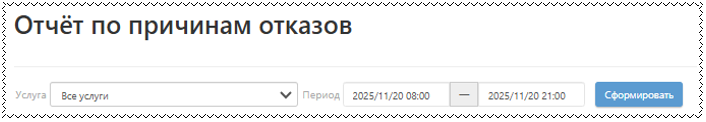 Отчёт по причинам отказов
Услуга Все услуги Период 2025/11/20 08:00 — 2025/11/20 21:00 Сформировать